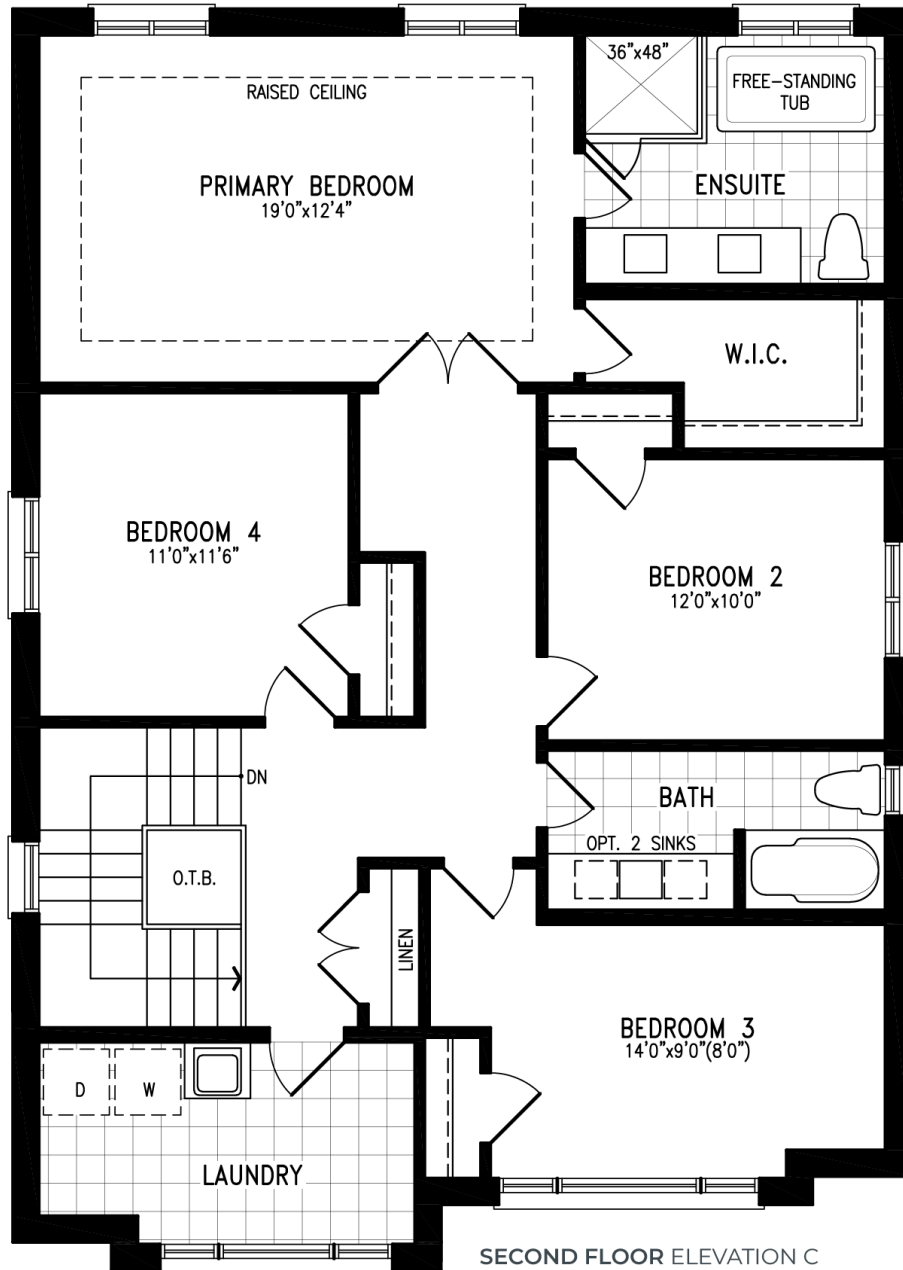 36"x48"
FREE-STANDING
TUB
RAISED CEILING
PRIMARY BEDROOM
19'0"x12'4"
ENSUITE
W.I.C.
BEDROOM 4
11'0"x11'6"
BEDROOM 2
12'0"x10'0"
DN
BATH
OPT. 2 SINKS
O.T.B.
LINEN
BEDROOM 3
14'0"x9'0"(8'0")
D
W
LAUNDRY
SECOND FLOOR ELEVATION C